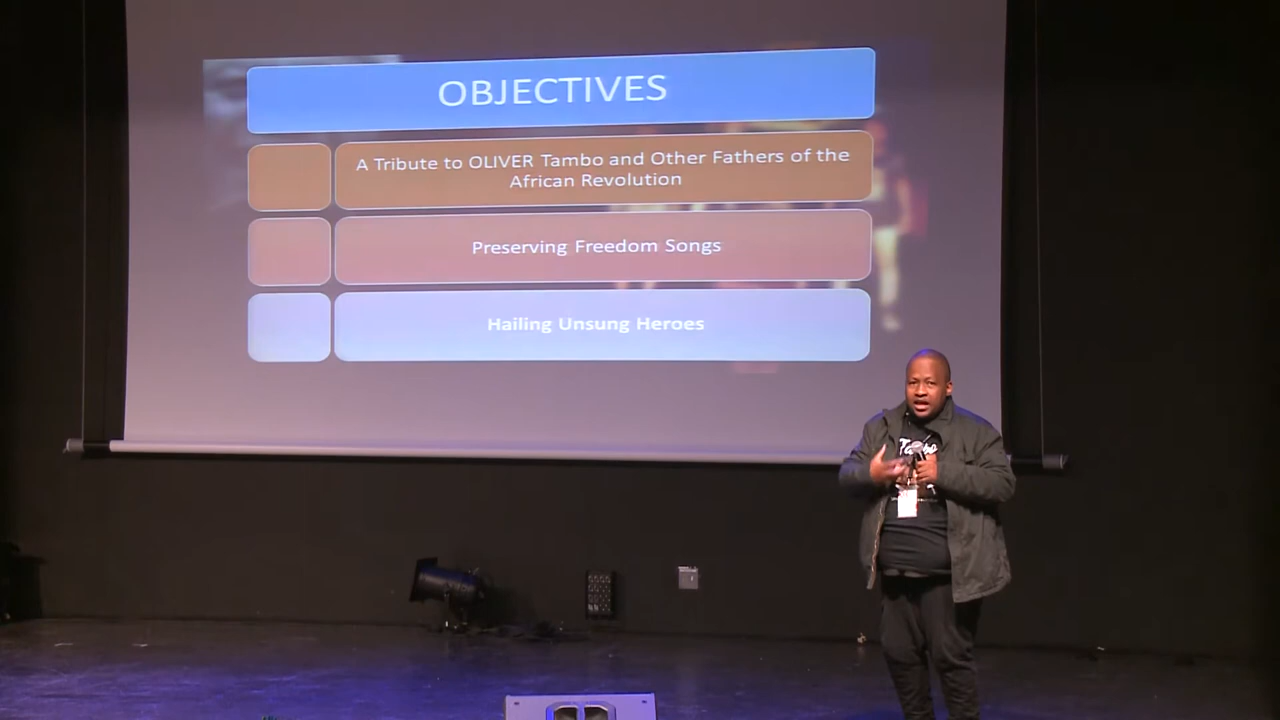 OBJECTIVES
A Tribute to OLIVER Tambo and Other Fathers of the
African Revolution
Preserving Freedom Songs
Hailing Unsung Heroes